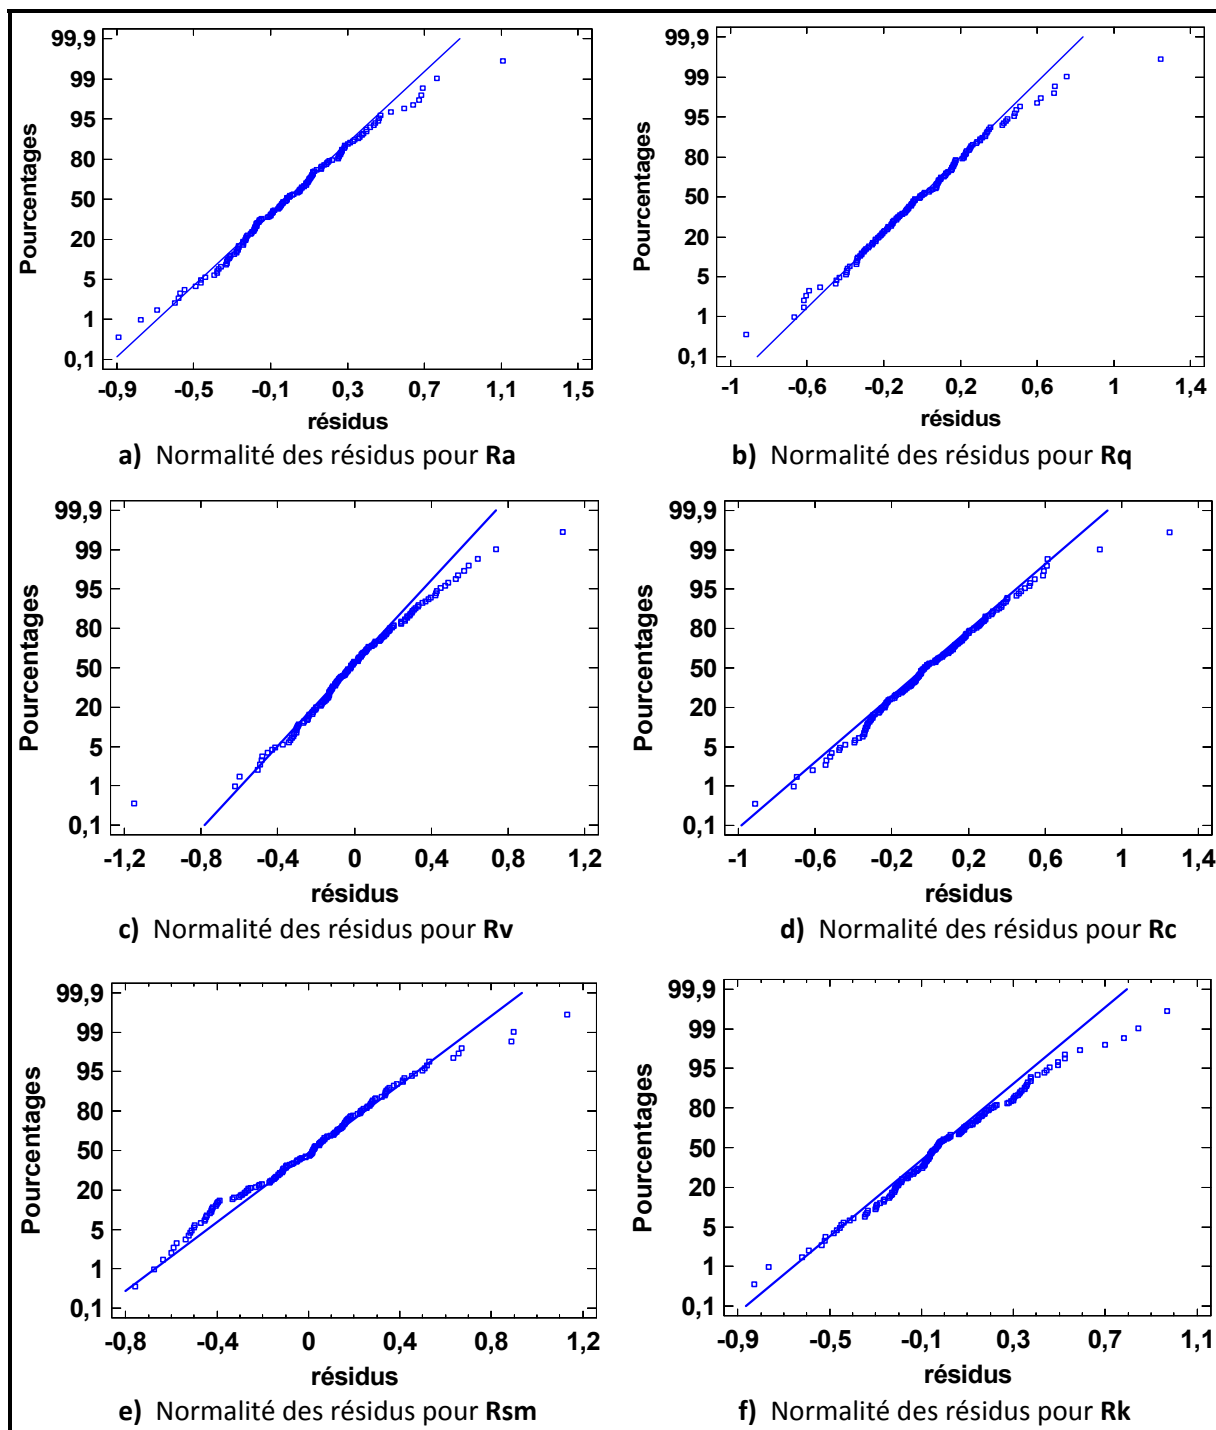 99,9
99
95
80
50
20
5
1
0,1
Pourcentages
-0,9 -0,5 -0,1 0,3 0,7 1,1 1,5
résidus
a) Normalité des résidus pour Ra
99,9
99
95
80
50
20
5
1
0,1
Pourcentages
-1 -0,6 -0,2 0,2 0,6 1 1,4
résidus
b) Normalité des résidus pour Rq
99,9
99
95
80
50
20
5
1
0,1
Pourcentages
-1,2 -0,8 -0,4 0 0,4 0,8 1,2
résidus
c) Normalité des résidus pour Rv
99,9
99
95
80
50
20
5
1
0,1
Pourcentages
-1 -0,6 -0,2 0,2 0,6 1 1,4
résidus
d) Normalité des résidus pour Rc
99,9
99
95
80
50
20
5
1
0,1
Pourcentages
-0,8 -0,4 0 0,4 0,8 1,2
résidus
e) Normalité des résidus pour Rsm
99,9
99
95
80
50
20
5
1
0,1
Pourcentages
-0,9 -0,5 -0,1 0,3 0,7 1,1
résidus
f) Normalité des résidus pour Rk